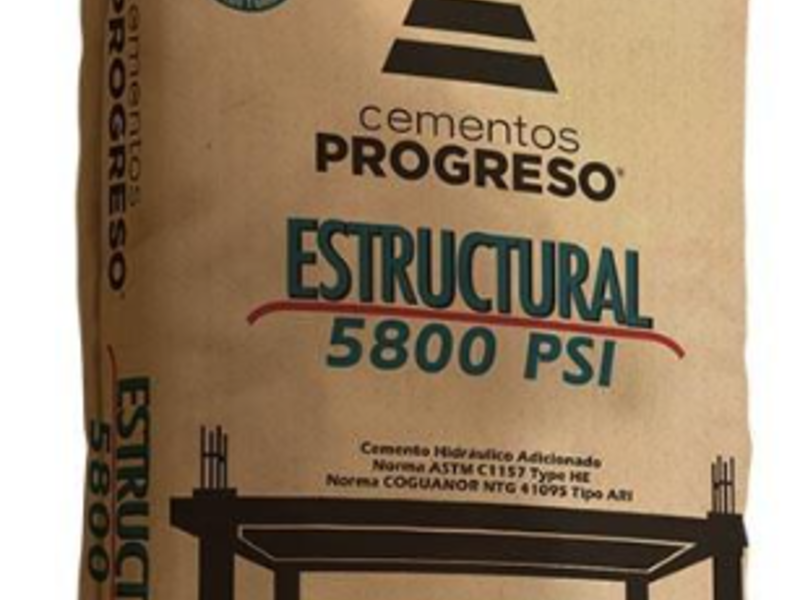 cementos
PROGRESO
ESTRUCTURAL
5800 PSI
Cemento Hidráulico Adicionado
Norma ASTM C1157 Type HE
Norma COGUANOR NTG 41095 Tipo ARI
cementos
PROGRESO
5800